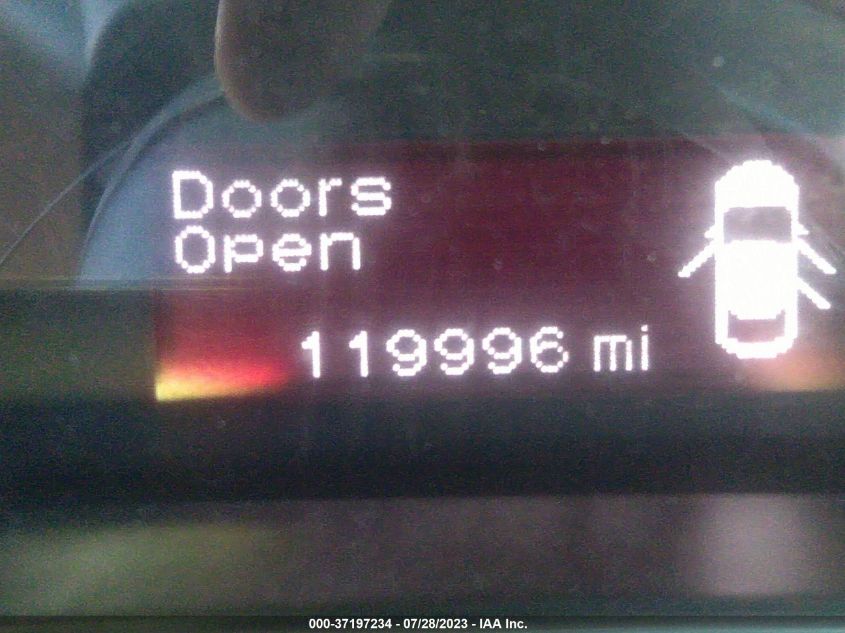 Doors
Open
119996 mi
000-37197234 - 07/28/2023 - IAA Inc.